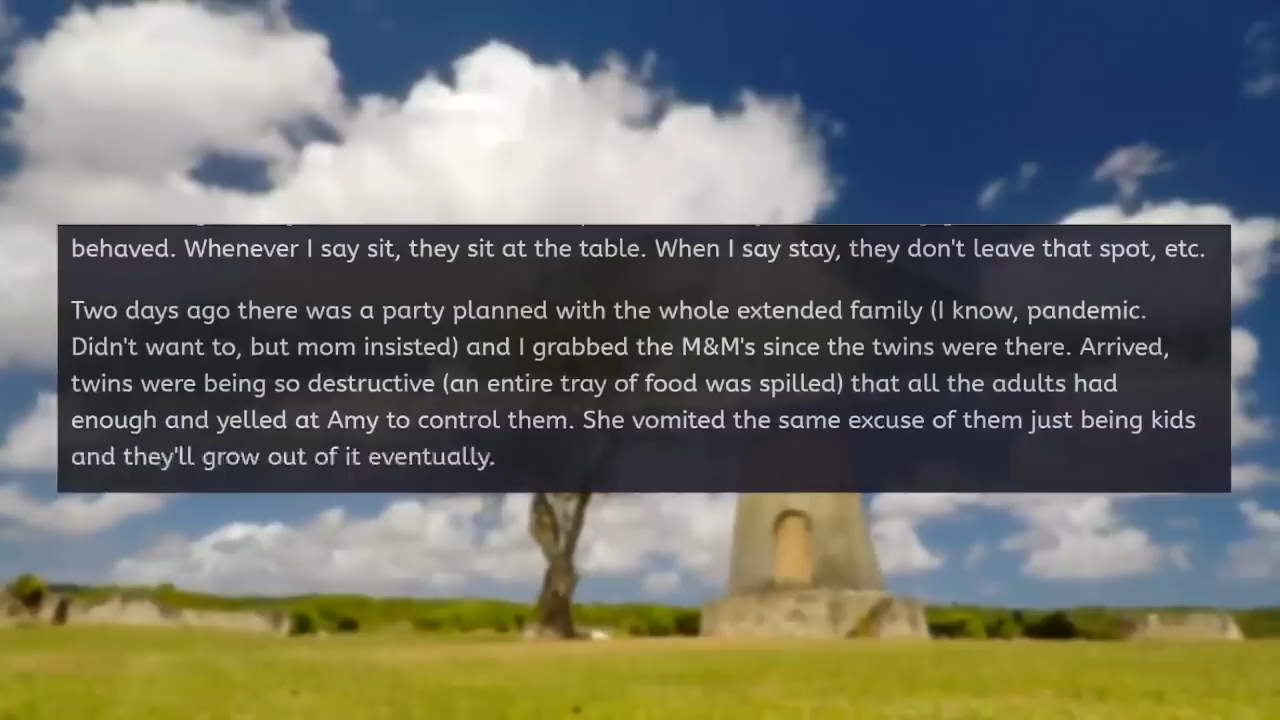 behaved. Whenever I say sit, they sit at the table. When I say stay, they don't leave that spot, etc.
Two days ago there was a party planned with the whole extended family (I know, pandemic.
Didn't want to, but mom insisted) and I grabbed the M&M's since the twins were there. Arrived,
twins were being so destructive (an entire tray of food was spilled) that all the adults had
enough and yelled at Amy to control them. She vomited the same excuse of them just being kids
and they'll grow out of it eventually.